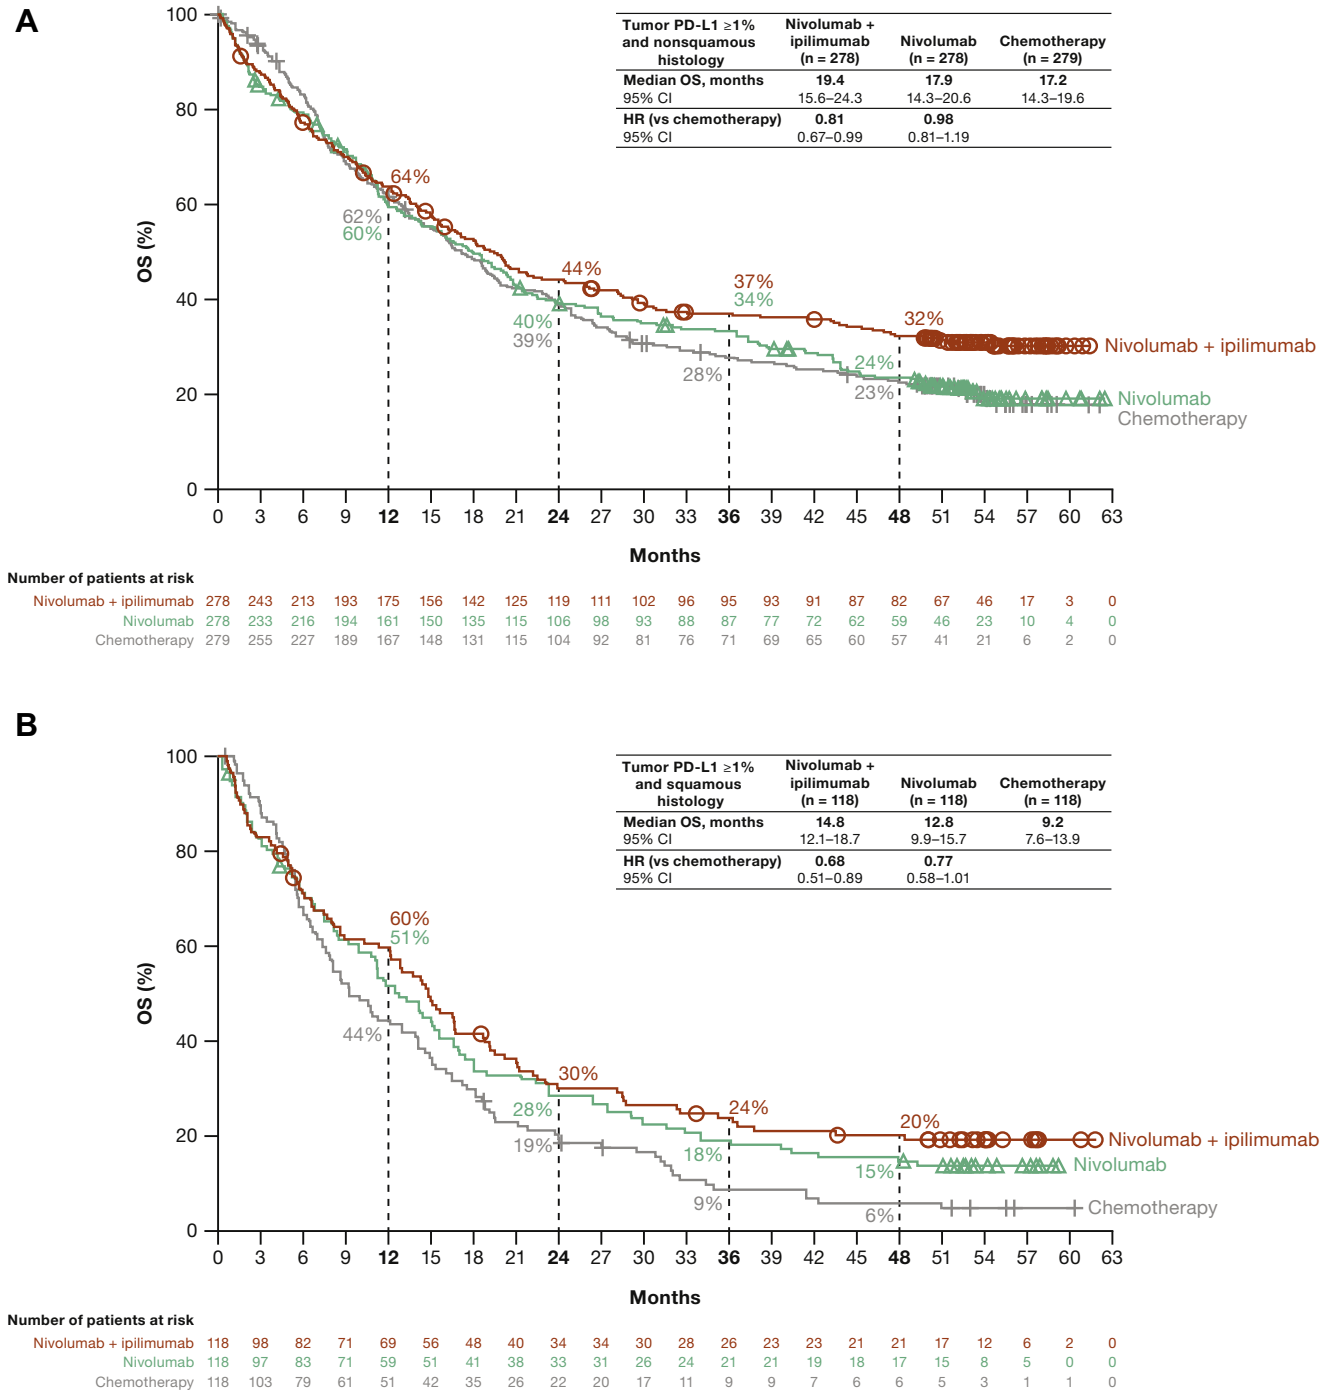 A
100
80
60
40
20
0
OS (%)
Tumor PD-L1 ≥1% and nonsquamous histology
Nivolumab + ipilimumab (n = 278)
Nivolumab (n = 278)
Chemotherapy (n = 279)
Median OS, months 19.4 17.9 17.2
95% CI 15.6–24.3 14.3–20.6 14.3–19.6
HR (vs chemotherapy) 0.81 0.98
95% CI 0.67–0.99 0.81–1.19
64%
62%
60%
44%
40%
39%
37%
34%
28%
32%
24%
23%
Nivolumab + ipilimumab
Nivolumab
Chemotherapy
0 3 6 9 12 15 18 21 24 27 30 33 36 39 42 45 48 51 54 57 60 63
Months
Number of patients at risk
Nivolumab + ipilimumab 278 243 213 193 175 156 142 125 119 111 102 96 95 93 91 87 82 67 46 17 3 0
Nivolumab 278 233 216 194 161 150 135 115 106 98 93 88 87 77 72 62 59 46 23 10 4 0
Chemotherapy 279 255 227 189 167 148 131 115 104 92 81 76 71 69 65 60 57 41 21 6 2 0
B
100
80
60
40
20
0
OS (%)
Tumor PD-L1 ≥1% and squamous histology
Nivolumab + ipilimumab (n = 118)
Nivolumab (n = 118)
Chemotherapy (n = 118)
Median OS, months 14.8 12.8 9.2
95% CI 12.1–18.7 9.9–15.7 7.6–13.9
HR (vs chemotherapy) 0.68 0.77
95% CI 0.51–0.89 0.58–1.01
60%
51%
44%
30%
28%
19%
24%
18%
9%
20%
15%
6%
Nivolumab + ipilimumab
Nivolumab
Chemotherapy
0 3 6 9 12 15 18 21 24 27 30 33 36 39 42 45 48 51 54 57 60 63
Months
Number of patients at risk
Nivolumab + ipilimumab 118 98 82 71 69 56 48 40 34 34 30 28 26 23 23 21 21 17 12 6 2 0
Nivolumab 118 97 83 71 59 51 41 38 33 31 26 24 21 21 19 18 17 15 8 5 0 0
Chemotherapy 118 103 79 61 51 42 35 26 22 20 17 11 9 9 7 6 6 5 3 1 1 0